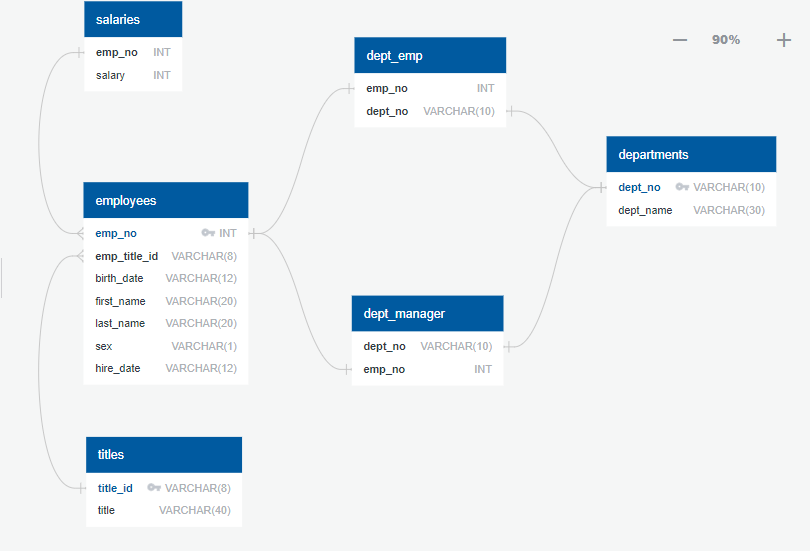 salaries
emp_no INT
salary INT
90%
dept_emp
emp_no INT
dept_no VARCHAR(10)
departments
dept_no VARCHAR(10)
dept_name VARCHAR(30)
employees
emp_no INT
emp_title_id VARCHAR(8)
birth_date VARCHAR(12)
first_name VARCHAR(20)
last_name VARCHAR(20)
sex VARCHAR(1)
hire_date VARCHAR(12)
dept_manager
dept_no VARCHAR(10)
emp_no INT
titles
title_id VARCHAR(8)
title VARCHAR(40)